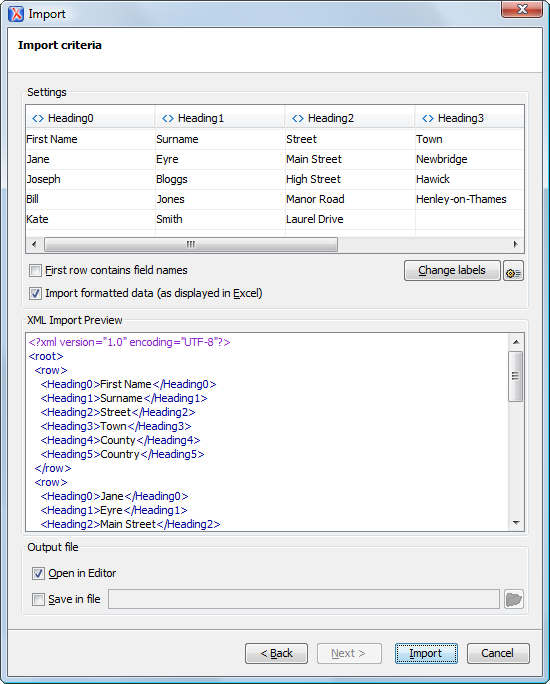 Import
Import criteria
Settings
<> Heading0 <> Heading1 <> Heading2 <> Heading3
First Name Surname Street Town
Jane Eyre Main Street Newbridge
Joseph Bloggs High Street Hawick
Bill Jones Manor Road Henley-on-Thames
Kate Smith Laurel Drive
First row contains field names Change labels
Import formatted data (as displayed in Excel)
XML Import Preview
<?xml version="1.0" encoding="UTF-8"?>
<root>
<row>
<Heading0>First Name</Heading0>
<Heading1>Surname</Heading1>
<Heading2>Street</Heading2>
<Heading3>Town</Heading3>
<Heading4>County</Heading4>
<Heading5>Country</Heading5>
</row>
<row>
<Heading0>Jane</Heading0>
<Heading1>Eyre</Heading1>
<Heading2>Main Street</Heading2>
Output file
Open in Editor
Save in file
< Back Next > Import Cancel